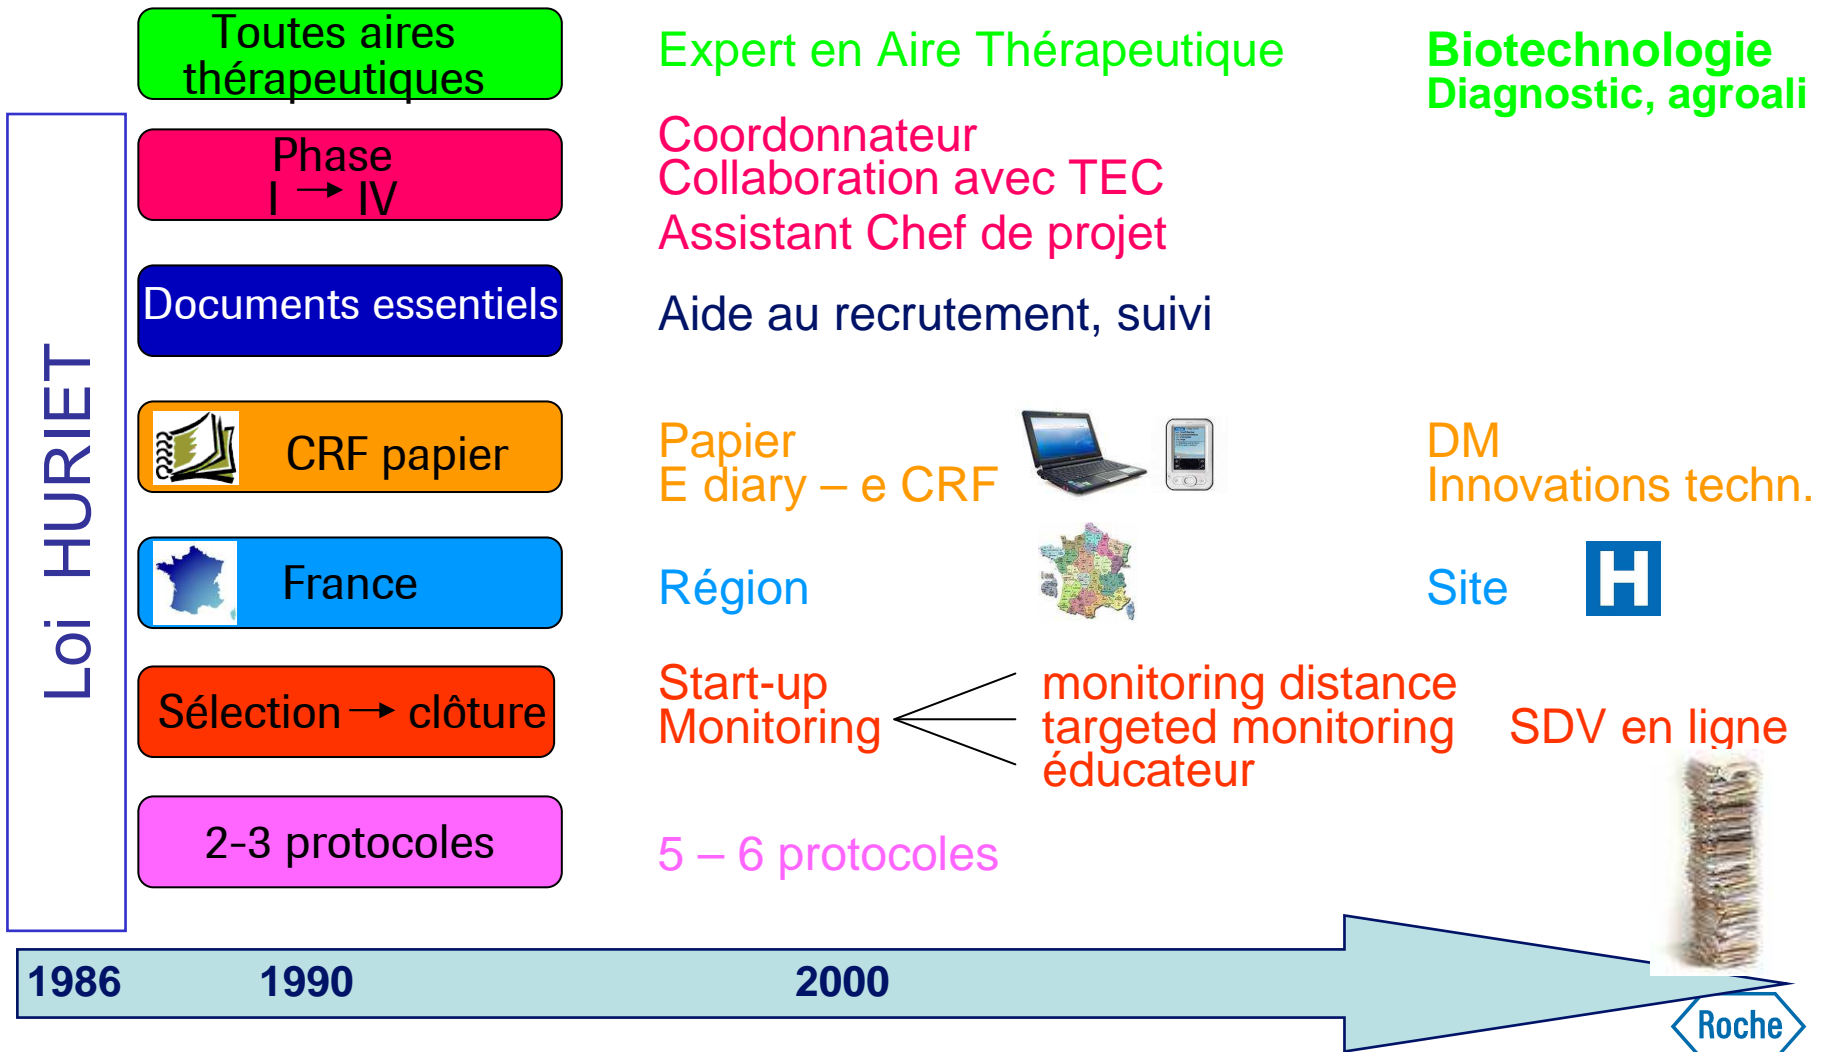 Toutes aires
thérapeutiques
Expert en Aire Thérapeutique
Biotechnologie
Diagnostic, agroali
Loi HURIET
Phase
I → IV
Coordonnateur
Collaboration avec TEC
Assistant Chef de projet
Documents essentiels
Aide au recrutement, suivi
CRF papier
Papier
E diary – e CRF
DM
Innovations techn.
France
Région
Site
H
Sélection → clôture
Start-up
Monitoring
monitoring distance
targeted monitoring
éducateur
SDV en ligne
2-3 protocoles
5 – 6 protocoles
1986
1990
2000
Roche